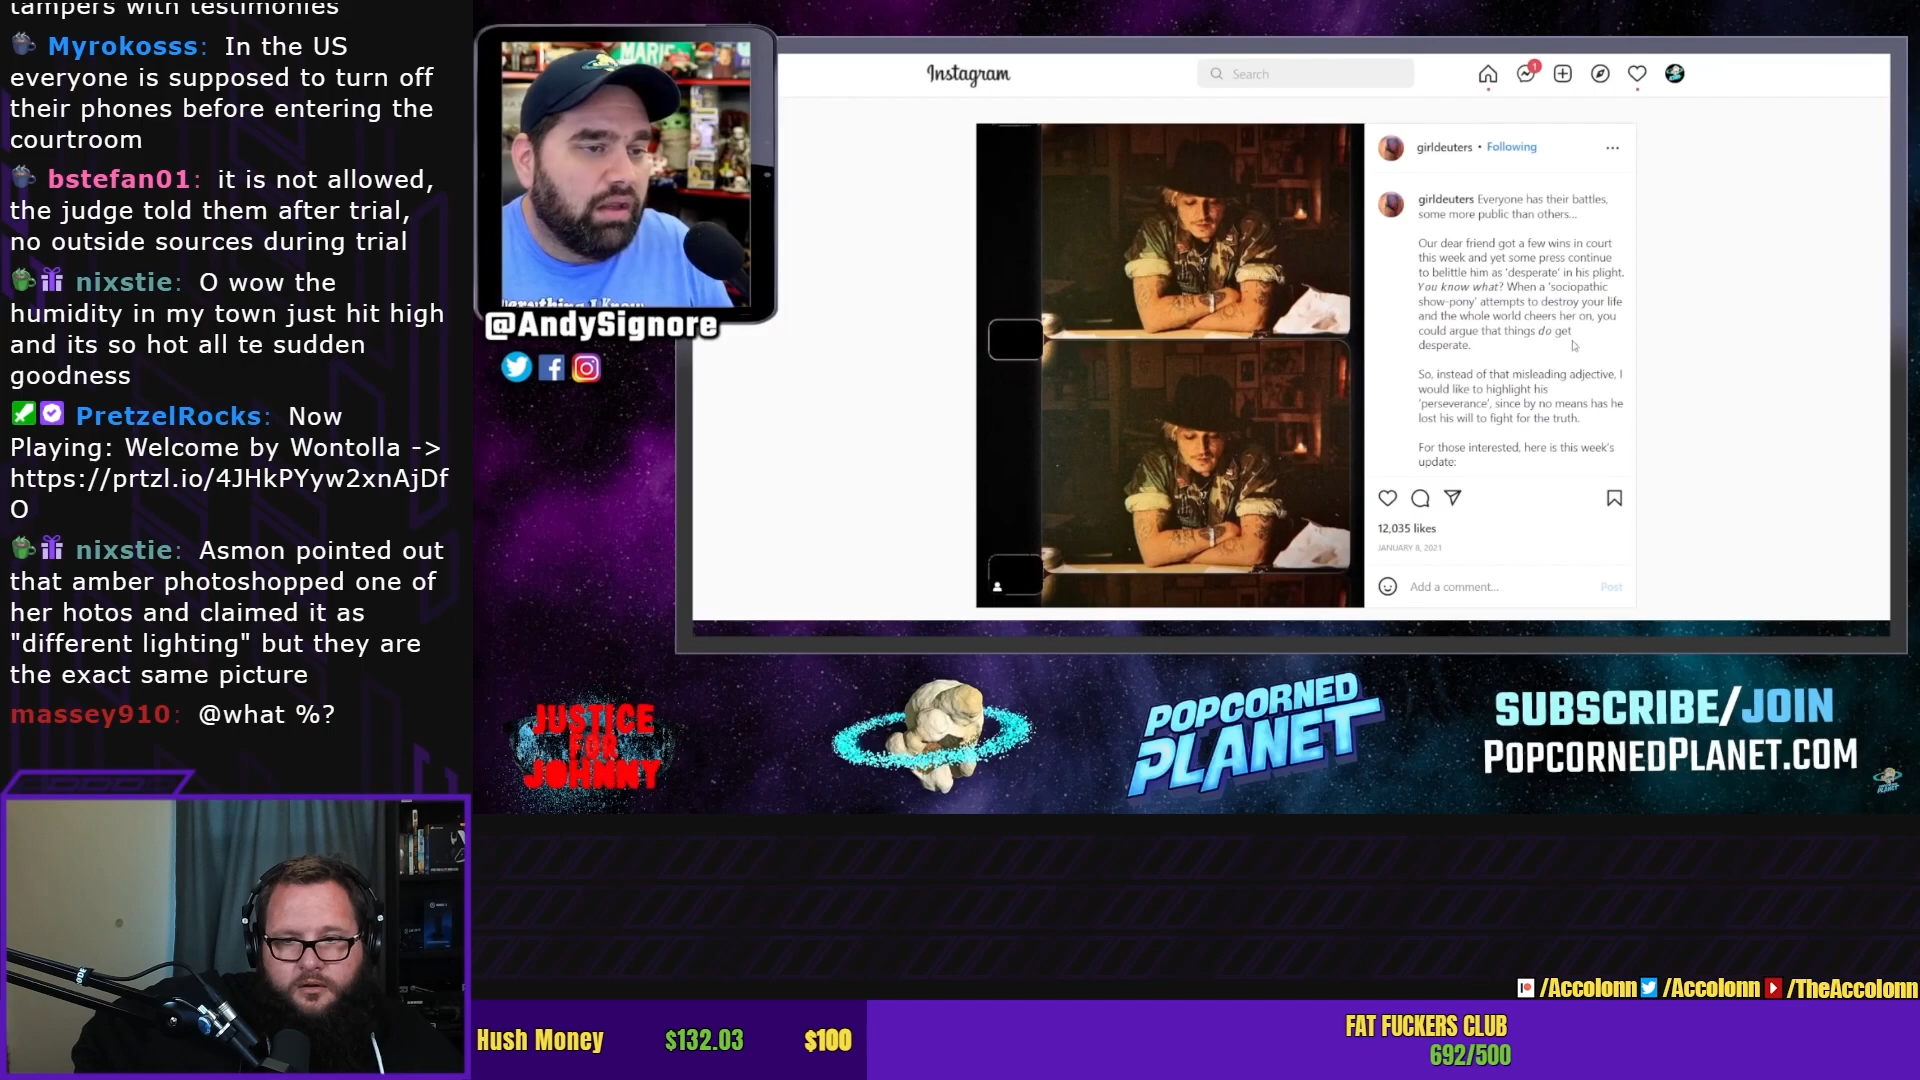 tampers with testimonies
Myrokosss: In the US
everyone is supposed to turn off
their phones before entering the
courtroom
bstefan01: it is not allowed,
the judge told them after trial,
no outside sources during trial
nixstie: O wow the
humidity in my town just hit high
and its so hot all te sudden
goodness
PretzelRocks: Now
Playing: Welcome by Wontolla ->
https://prtzl.io/4JHkPYyw2xnAjDf
O
nixstie: Asmon pointed out
that amber photoshopped one of
her hotos and claimed it as
"different lighting" but they are
the exact same picture
massey910: @what %?
MARIE
Everything I Know
@AndySignore
Instagram
Search
1
girldeuters • Following
girldeuters Everyone has their battles,
some more public than others...
Our dear friend got a few wins in court
this week and yet some press continue
to belittle him as 'desperate' in his plight.
You know what? When a 'sociopathic
show-pony' attempts to destroy your life
and the whole world cheers her on, you
could argue that things do get
desperate.
So, instead of that misleading adjective, I
would like to highlight his
'perseverance', since by no means has he
lost his will to fight for the truth.
For those interested, here is this week's
update:
12,035 likes
JANUARY 8, 2021
Add a comment...
Post
JUSTICE
FOR
JOHNNY
POPCORNED
PLANET
SUBSCRIBE/JOIN
POPCORNEDPLANET.COM
/Accolonn /Accolonn /TheAccolonn
Hush Money $132.03 $100
FAT FUCKERS CLUB
692/500